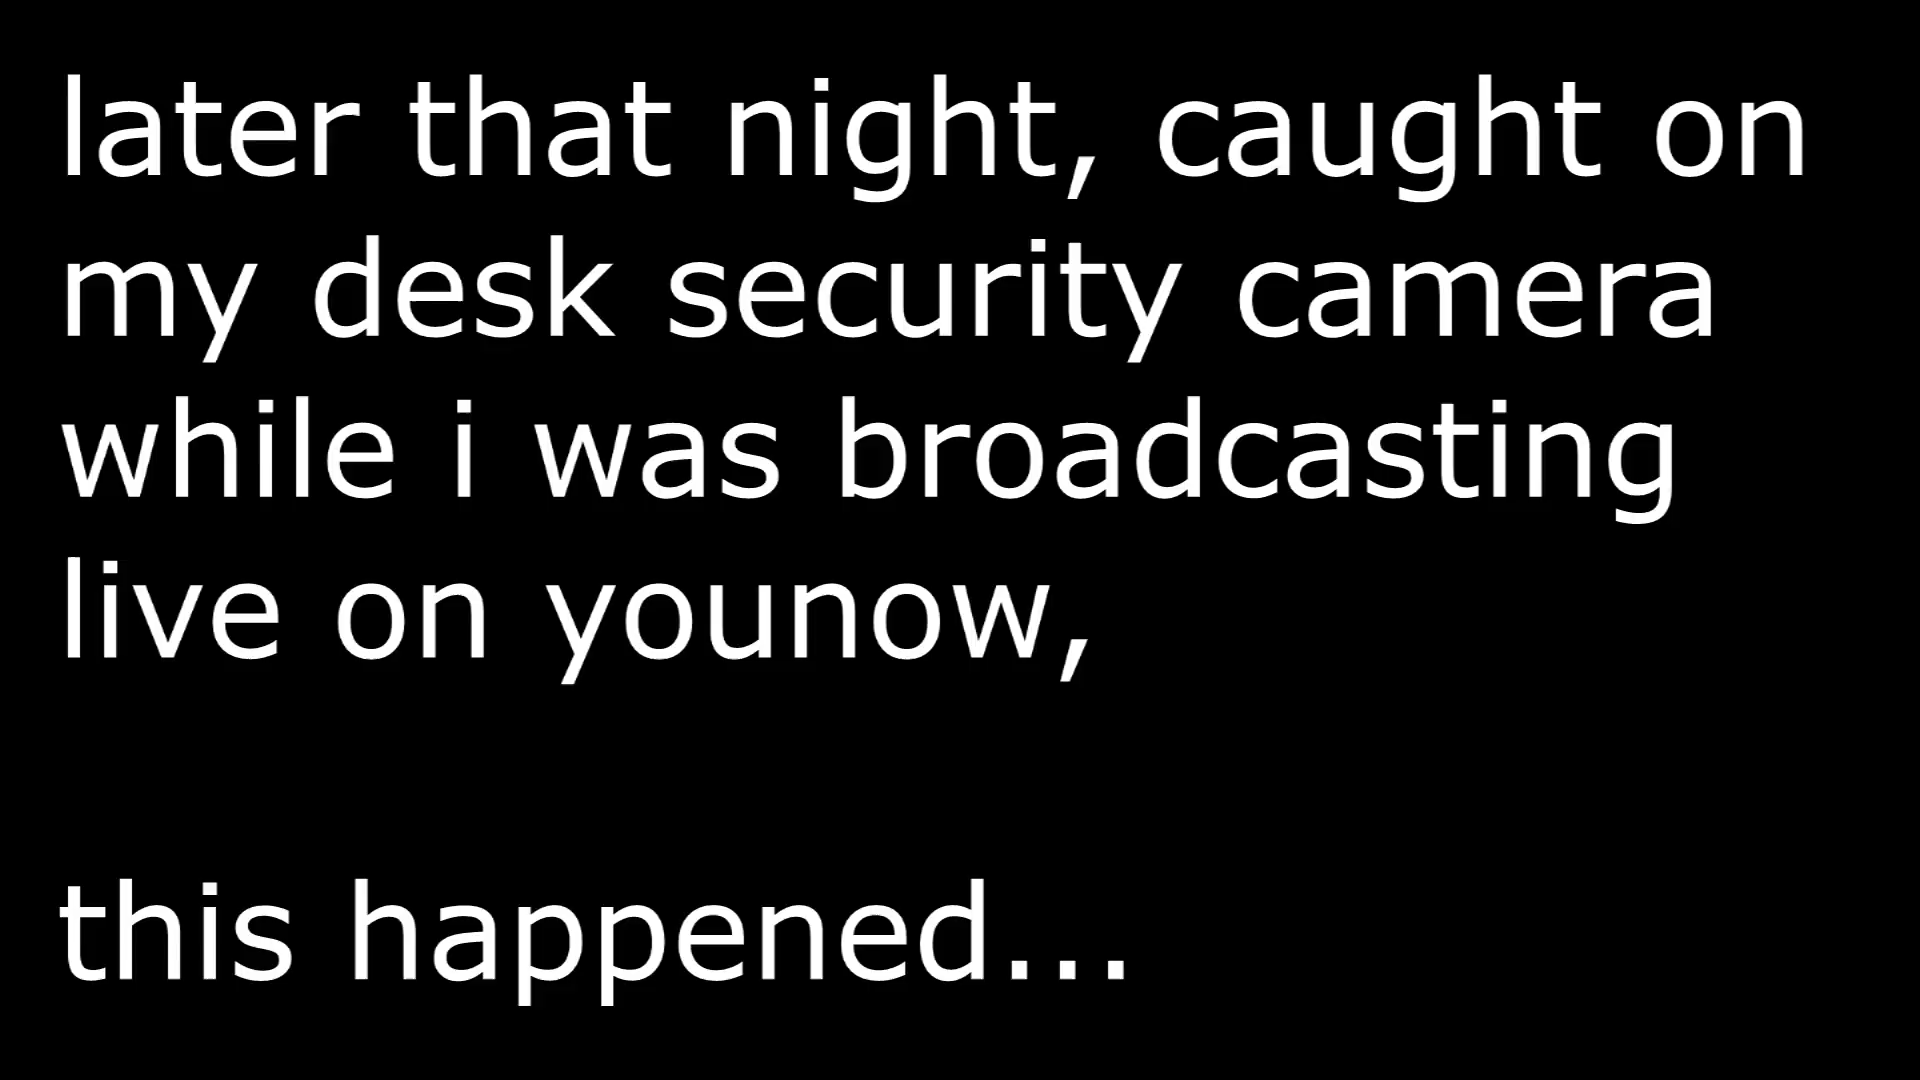 later that night, caught on
my desk security camera
while i was broadcasting
live on younow,
this happened...